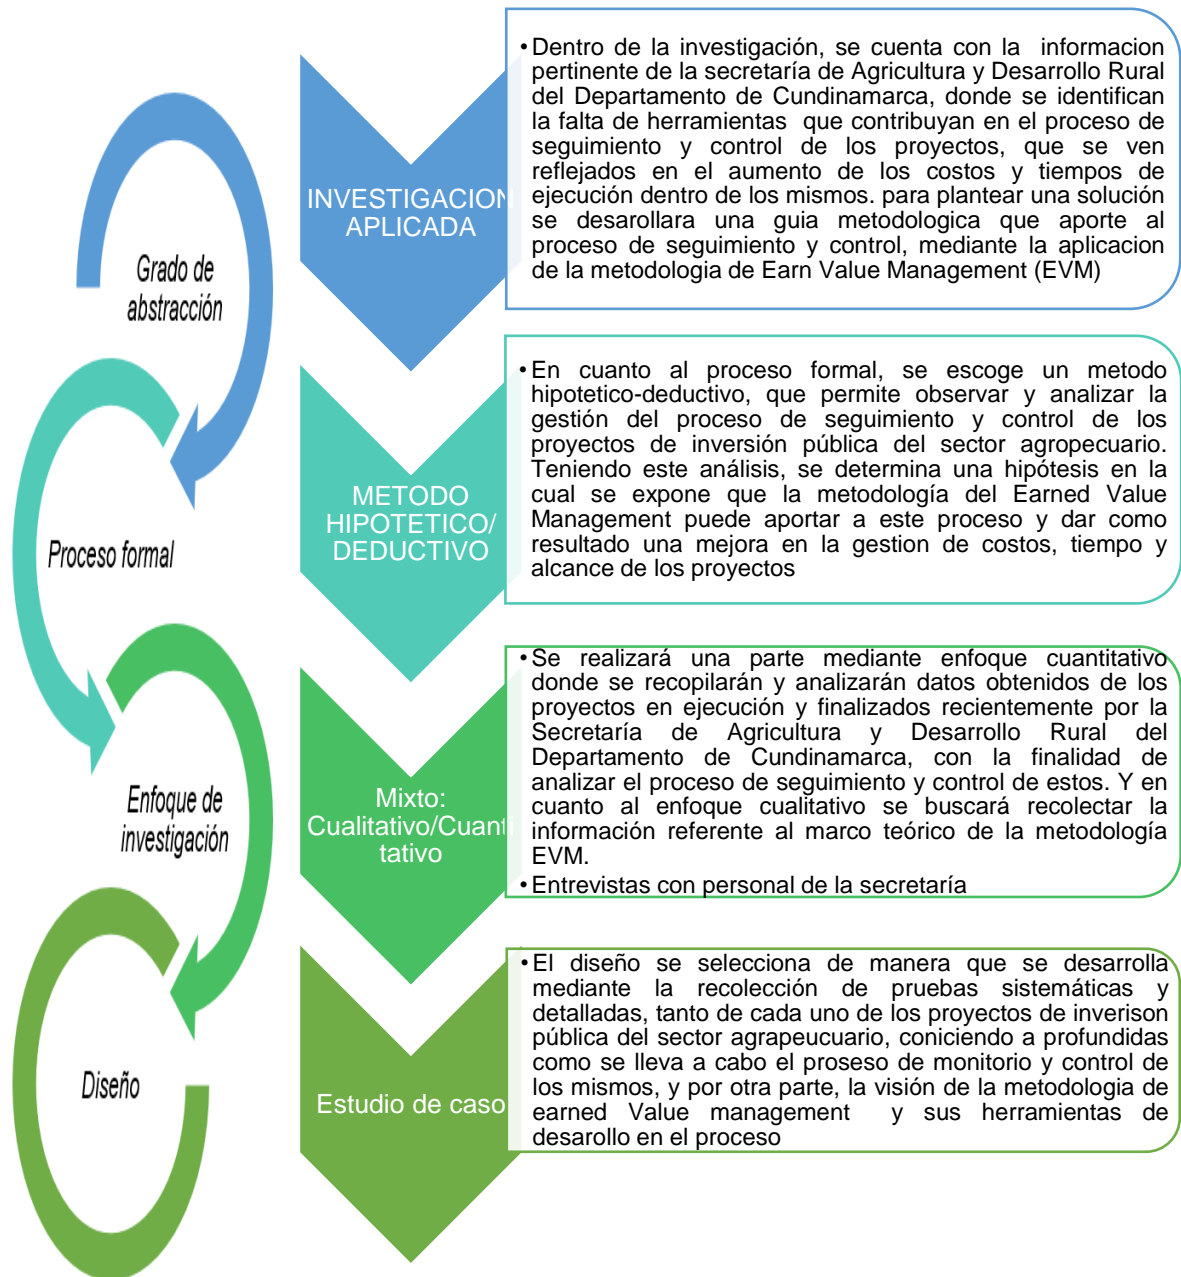 Grado de
abstracción
INVESTIGACION
APLICADA
•Dentro de la investigación, se cuenta con la informacion
pertinente de la secretaría de Agricultura y Desarrollo Rural
del Departamento de Cundinamarca, donde se identifican
la falta de herramientas que contribuyan en el proceso de
seguimiento y control de los proyectos, que se ven
reflejados en el aumento de los costos y tiempos de
ejecución dentro de los mismos. para plantear una solución
se desarollara una guia metodologica que aporte al
proceso de seguimiento y control, mediante la aplicacion
de la metodologia de Earn Value Management (EVM)
Proceso formal
METODO
HIPOTETICO/
DEDUCTIVO
•En cuanto al proceso formal, se escoge un metodo
hipotetico-deductivo, que permite observar y analizar la
gestión del proceso de seguimiento y control de los
proyectos de inversión pública del sector agropecuario.
Teniendo este análisis, se determina una hipótesis en la
cual se expone que la metodología del Earned Value
Management puede aportar a este proceso y dar como
resultado una mejora en la gestion de costos, tiempo y
alcance de los proyectos
Enfoque de
investigación
Mixto:
Cualitativo/Cuanti
tativo
•Se realizará una parte mediante enfoque cuantitativo
donde se recopilarán y analizarán datos obtenidos de los
proyectos en ejecución y finalizados recientemente por la
Secretaría de Agricultura y Desarrollo Rural del
Departamento de Cundinamarca, con la finalidad de
analizar el proceso de seguimiento y control de estos. Y en
cuanto al enfoque cualitativo se buscará recolectar la
información referente al marco teórico de la metodología
EVM.
•Entrevistas con personal de la secretaría
Diseño
Estudio de caso
•El diseño se selecciona de manera que se desarrolla
mediante la recolección de pruebas sistemáticas y
detalladas, tanto de cada uno de los proyectos de inverison
pública del sector agrapeucuario, coniciendo a profundidas
como se lleva a cabo el proseso de monitorio y control de
los mismos, y por otra parte, la visión de la metodologia de
earned Value management y sus herramientas de
desarollo en el proceso